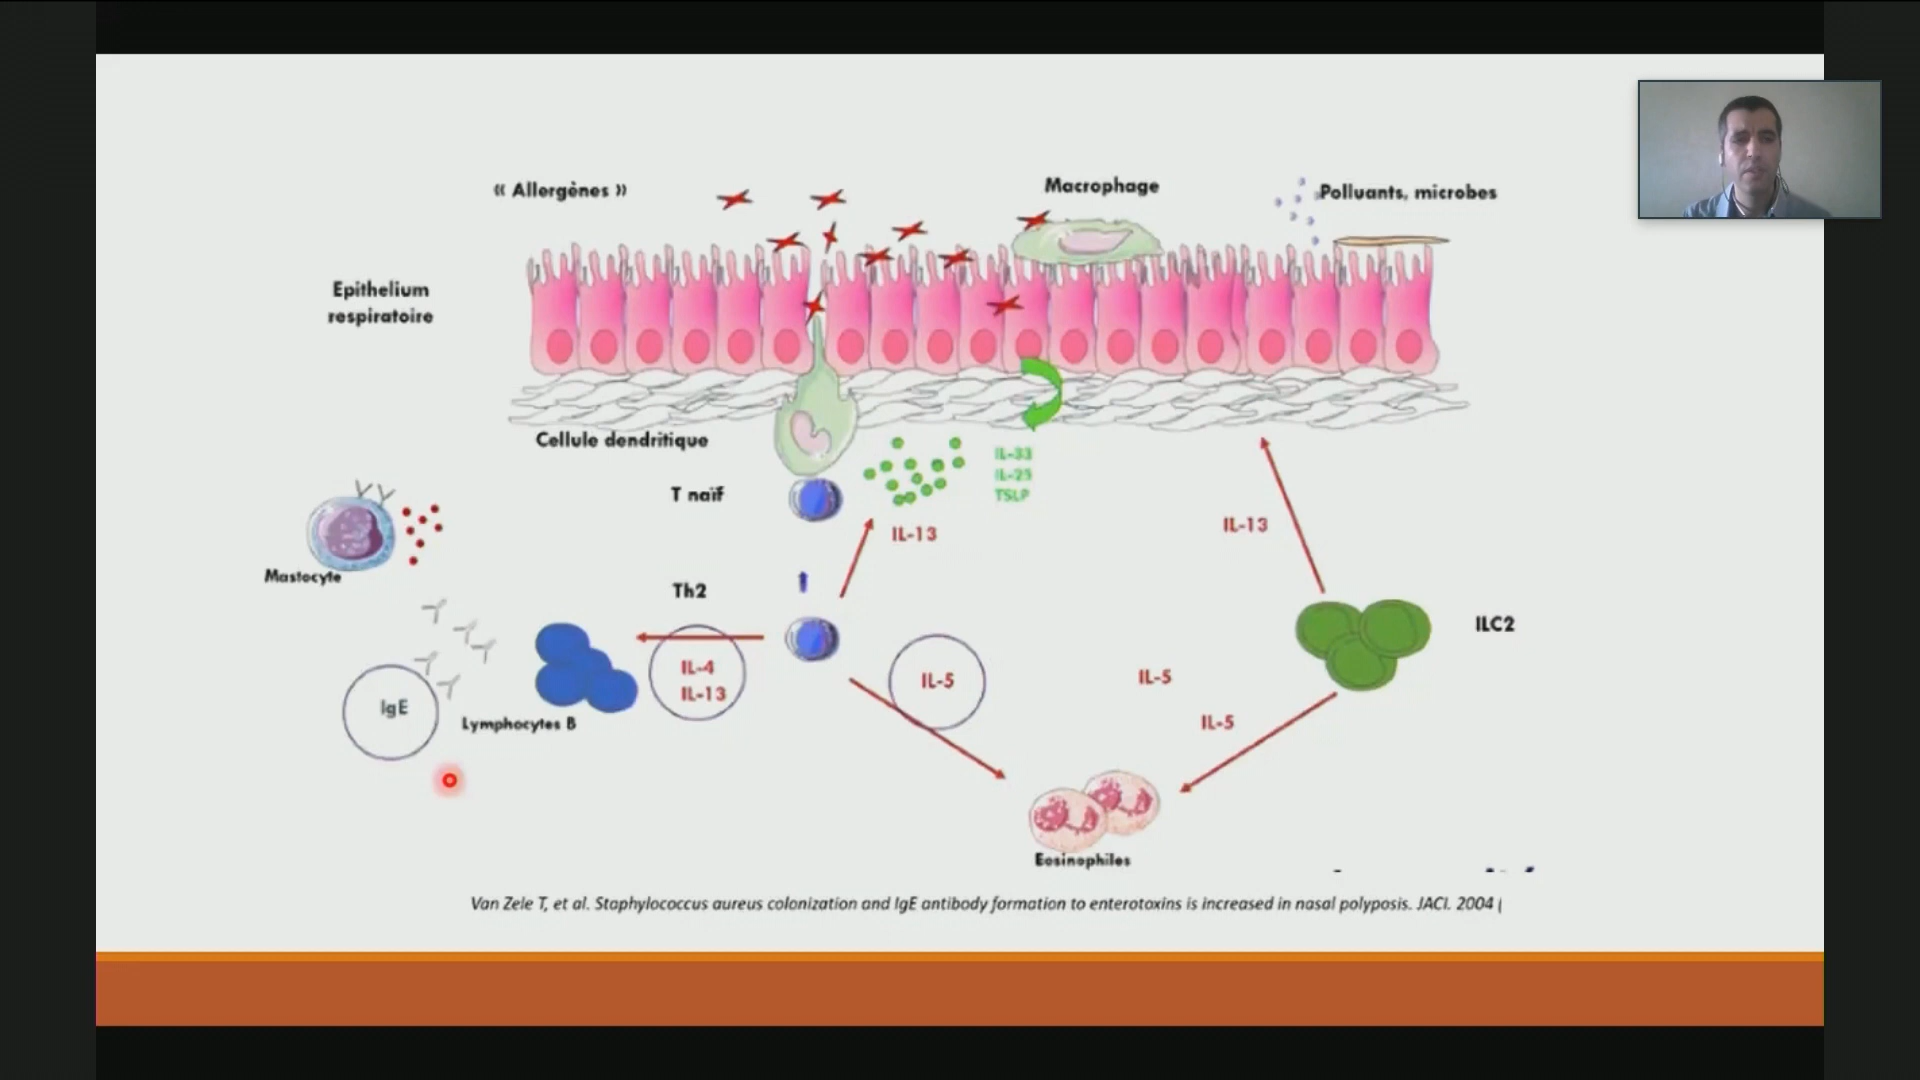 « Allergènes »
Macrophage
Polluants, microbes
Epithelium
respiratoire
Cellule dendritique
IL-33
IL-25
TSLP
T naïf
IL-13
IL-13
Mastocyte
Th2
ILC2
IL-4
IL-13
IL-5
IL-5
IgE
Lymphocytes B
IL-5
Eosinophiles
Van Zele T, et al. Staphylococcus aureus colonization and IgE antibody formation to enterotoxins is increased in nasal polyposis. JACI. 2004 (